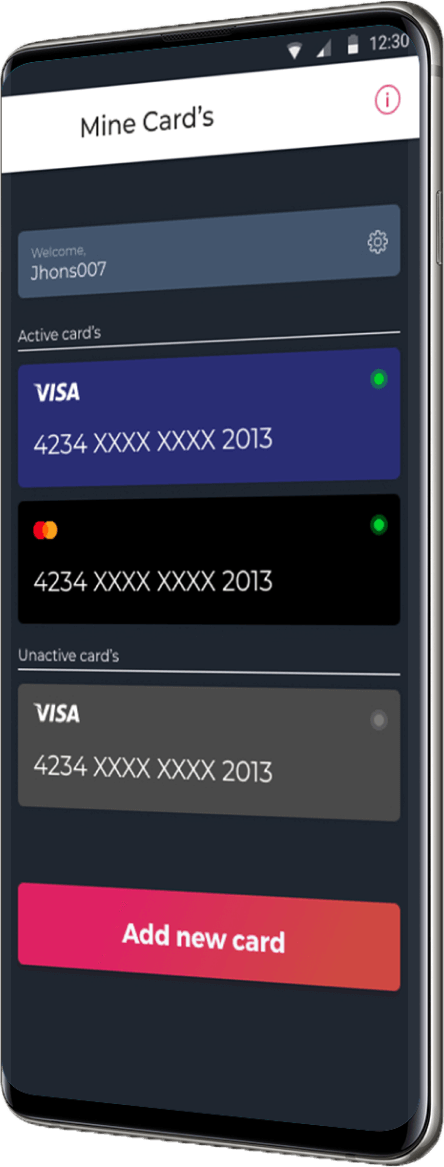 12:30
Mine Card's
Welcome,
Jhons007
Active card's
VISA
4234 XXXX XXXX 2013
4234 XXXX XXXX 2013
Unactive card's
VISA
4234 XXXX XXXX 2013
Add new card